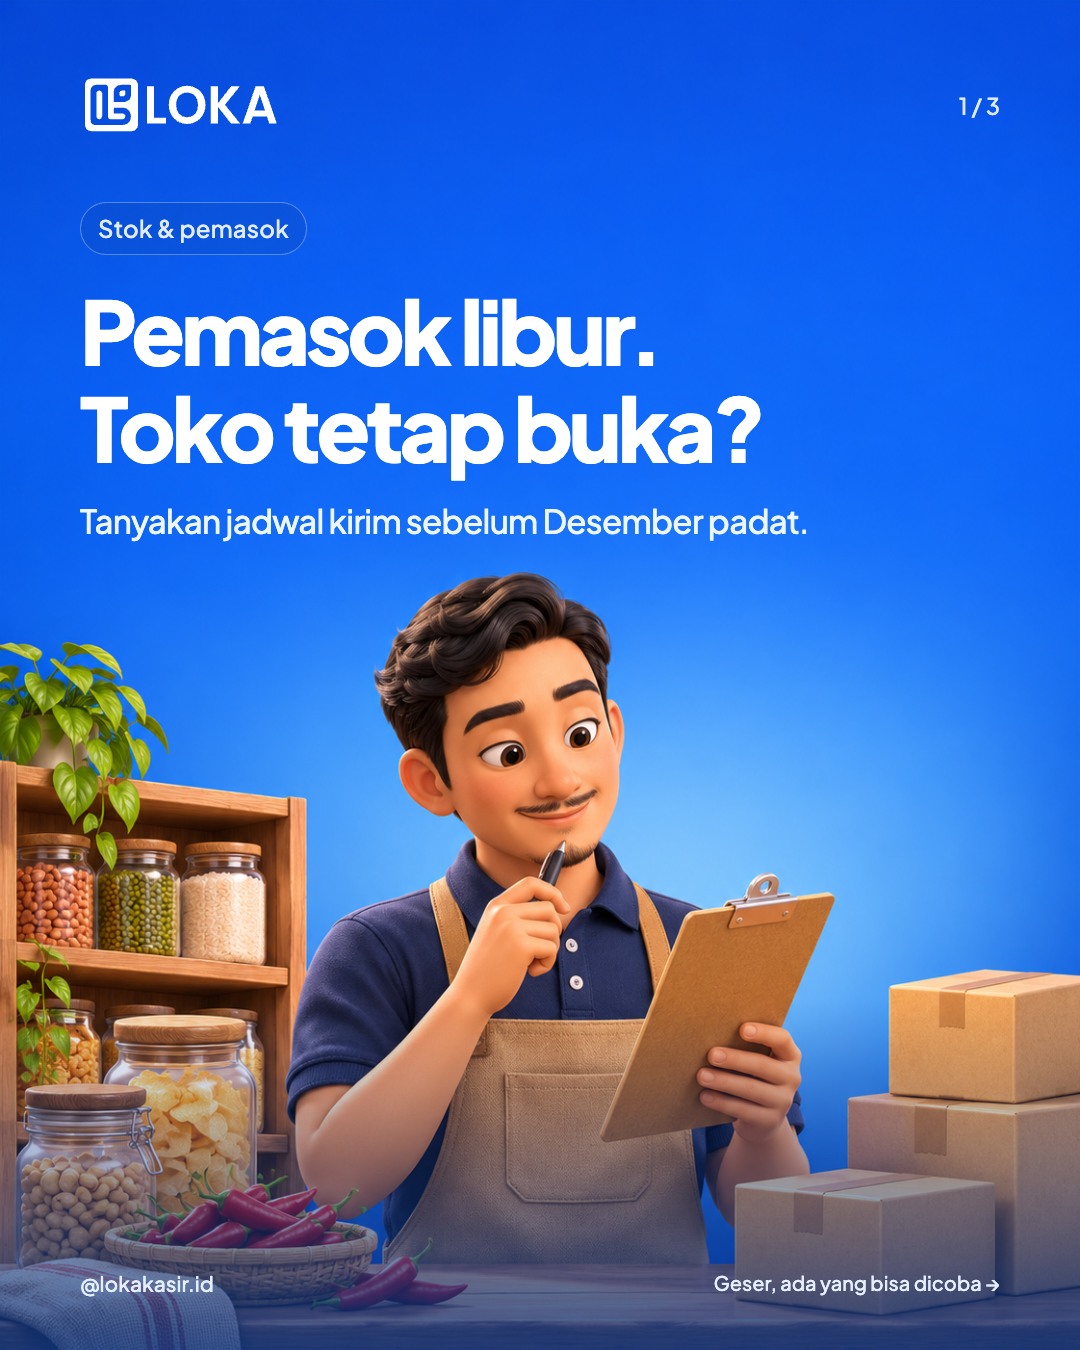 LOKA
1 / 3
Stok & pemasok
Pemasok libur.
Toko tetap buka?
Tanyakan jadwal kirim sebelum Desember padat.
@lokakasir.id
Geser, ada yang bisa dicoba →